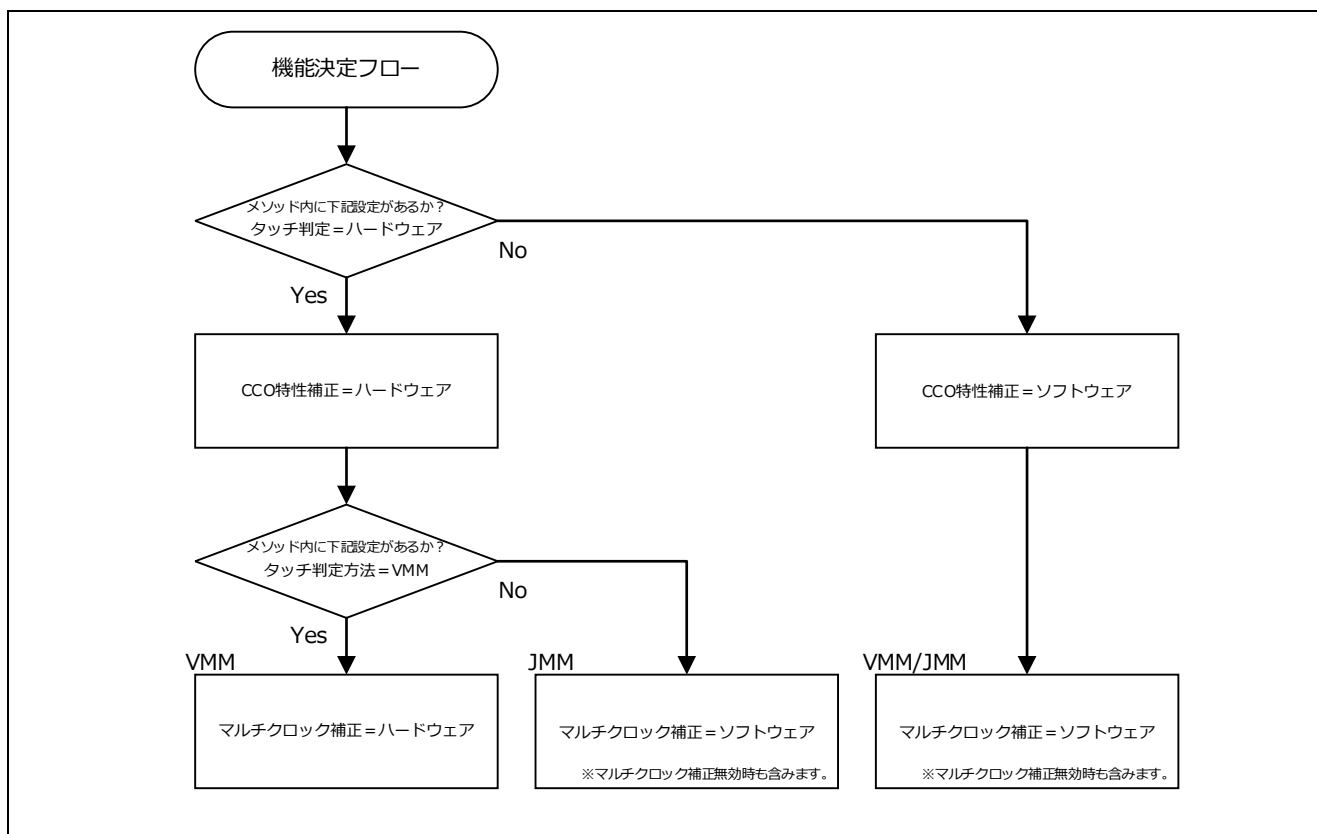 機能決定フロー
メソッド内に下記設定があるか？
タッチ判定＝ハードウェア
No
Yes
CCO特性補正＝ハードウェア
CCO特性補正＝ソフトウェア
メソッド内に下記設定があるか？
タッチ判定方法＝VMM
No
Yes
VMM
JMM
VMM/JMM
マルチクロック補正＝ハードウェア
マルチクロック補正＝ソフトウェア
※マルチクロック補正無効時も含みます。
マルチクロック補正＝ソフトウェア
※マルチクロック補正無効時も含みます。